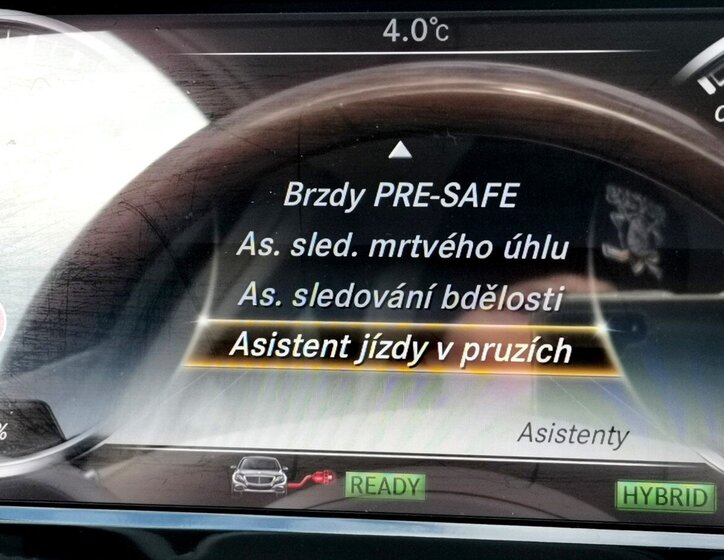 4.0°C
Brzdy PRE-SAFE
As. sled. mrtvého úhlu
As. sledování bdělosti
Asistent jízdy v pruzích
%
Asistenty
READY
HYBRID